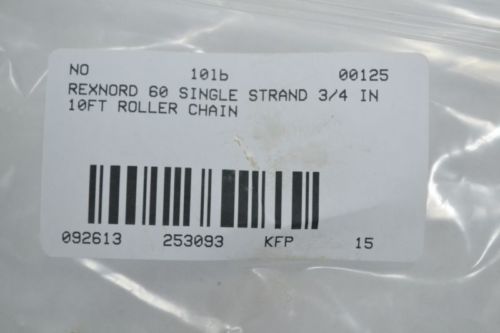 NO 101b 00125
REXNORD 60 SINGLE STRAND 3/4 IN
10FT ROLLER CHAIN
092613 253093 KFP 15